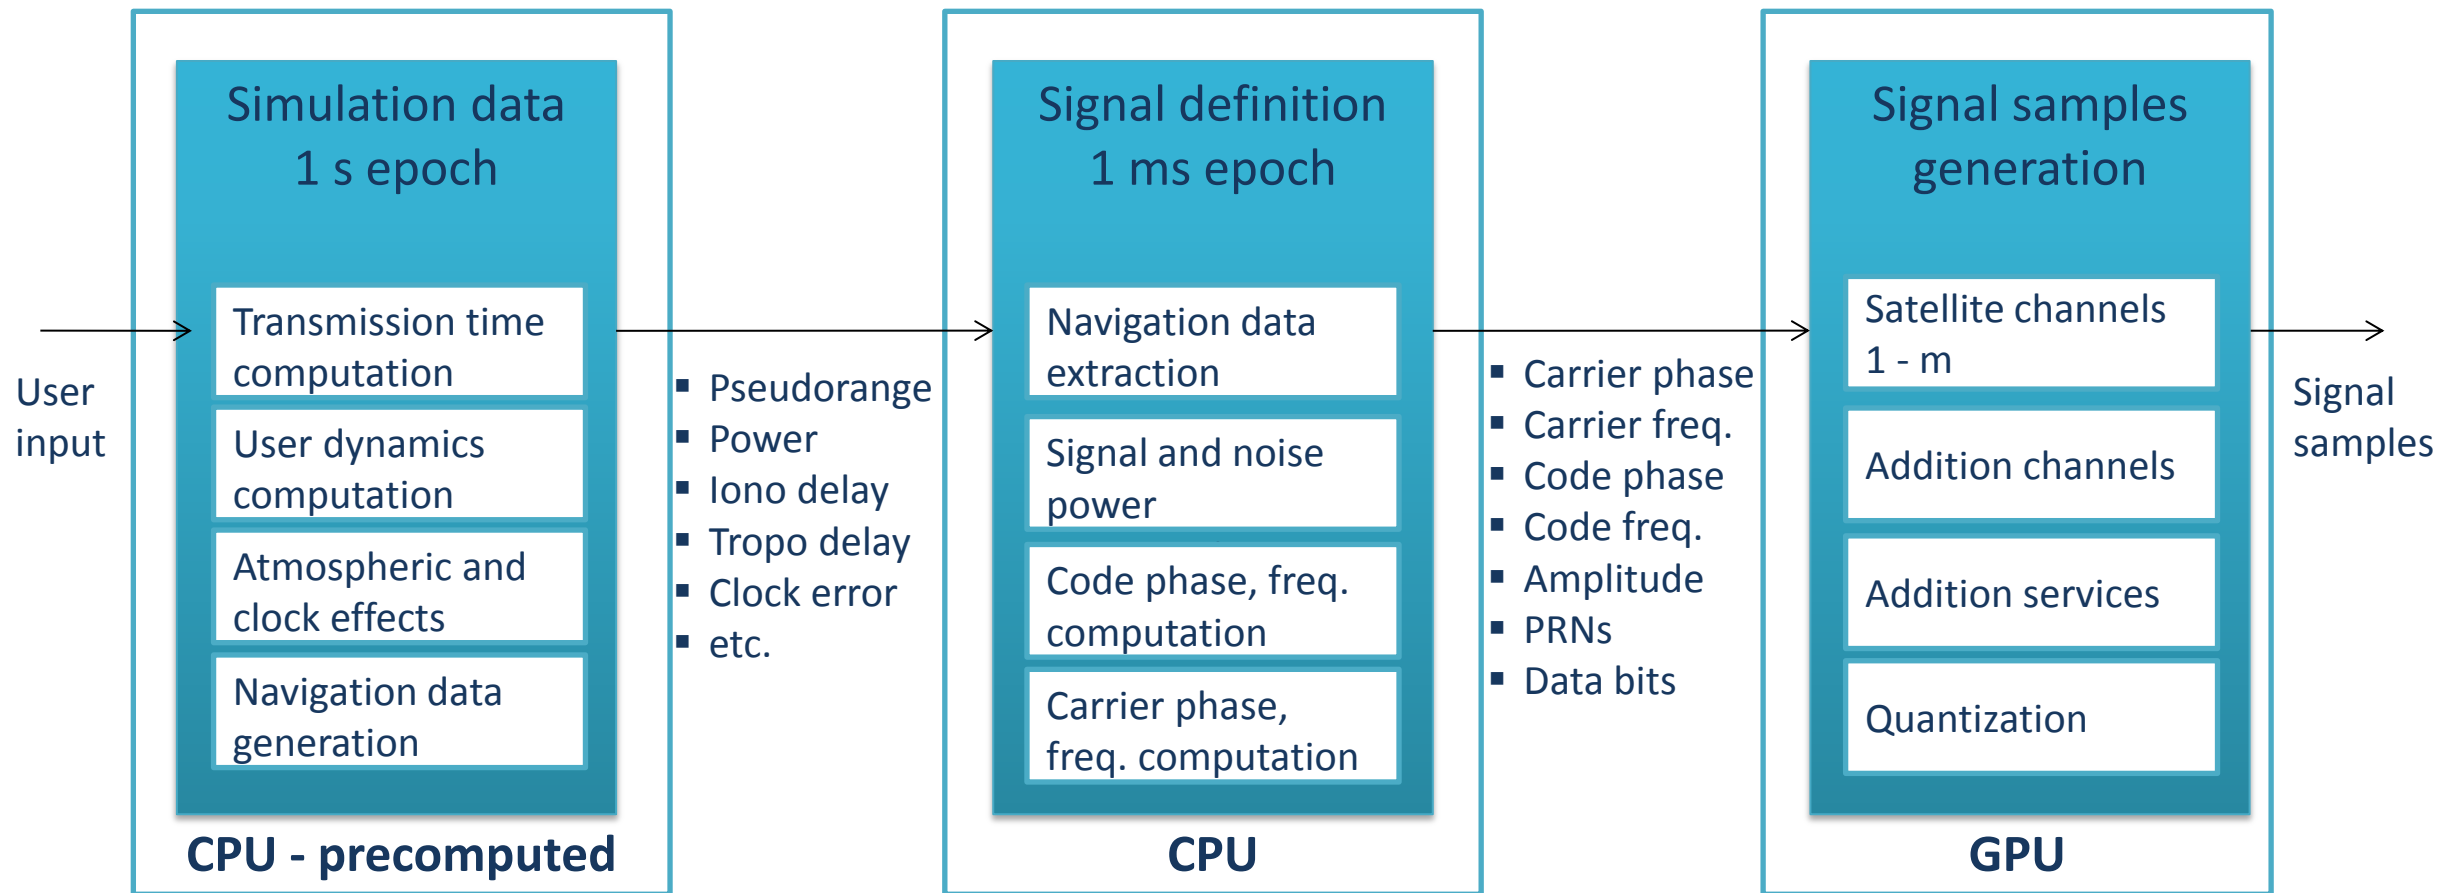 User
input
Simulation data
1 s epoch
Transmission time
computation
User dynamics
computation
Atmospheric and
clock effects
Navigation data
generation
CPU - precomputed
▪ Pseudorange
▪ Power
▪ Iono delay
▪ Tropo delay
▪ Clock error
▪ etc.
Signal definition
1 ms epoch
Navigation data
extraction
Signal and noise
power
Code phase, freq.
computation
Carrier phase,
freq. computation
CPU
▪ Carrier phase
▪ Carrier freq.
▪ Code phase
▪ Code freq.
▪ Amplitude
▪ PRNs
▪ Data bits
Signal samples
generation
Satellite channels
1 - m
Addition channels
Addition services
Quantization
GPU
Signal
samples